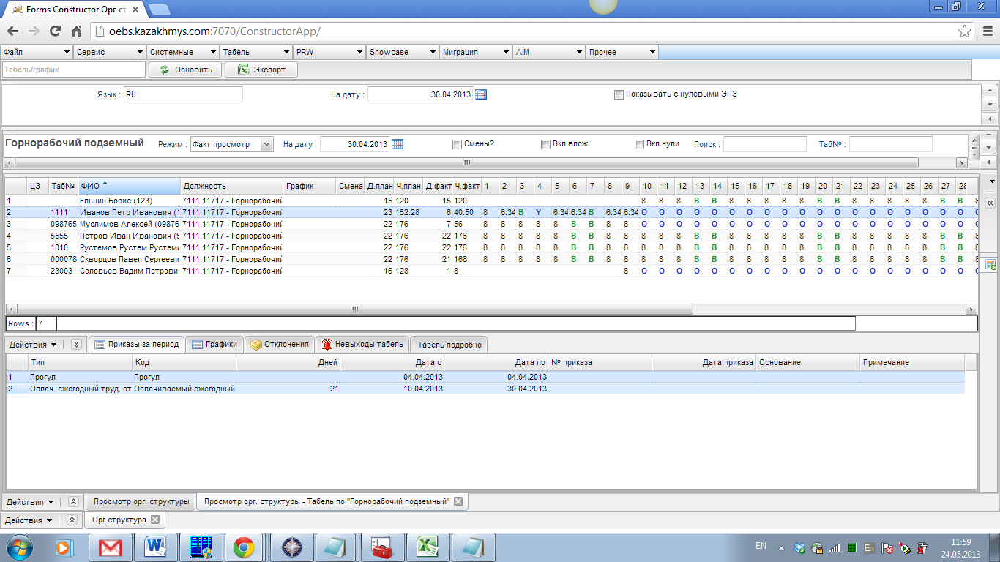 Forms Constructor Орг ст
oebs.kazakhmys.com:7070/ConstructorApp/
Файл Сервис Системные Табель PRW Showcase Миграция AIM Прочее
Табель/график Обновить Экспорт
Язык : RU На дату : 30.04.2013 Показывать с нулевыми ЭПЗ
Горнорабочий подземный Режим : Факт просмотр На дату : 30.04.2013 Смены? Вкл.влож Вкл.нули Поиск : Таб№ :
ЦЗ Таб№ ФИО Должность График Смена Д.план Ч.план Д.факт Ч.факт 1 2 3 4 5 6 7 8 9 10 11 12 13 14 15 16 17 18 19 20 21 22 23 24 25 26 27 28
1 Ельцин Борис (123) 7111.11717 - Горнорабочий 15 120 15 120 8 8 8 В В 8 8 8 8 8 В В 8 8 8 8 8 В В 8
2 1111 Иванов Петр Иванович (1 7111.11717 - Горнорабочий 23 152:28 6 40:50 8 6:34 В Y 6:34 6:34 В 6:34 6:34 О О О О О О О О О О О О О О О О О О О
3 098765 Муслимов Алексей (09876 7111.11717 - Горнорабочий 22 176 7 56 8 8 8 8 8 В В 8 8 О О О О О О О О О О О О О О О О О О О
4 5555 Петров Иван Иванович (5 7111.11717 - Горнорабочий 22 176 22 176 8 8 8 8 8 В В 8 8 8 8 8 В В 8 8 8 8 8 В В 8 8 8 8 8 В В 8
5 1010 Рустемов Рустем Рустемо 7111.11717 - Горнорабочий 22 176 22 176 8 8 8 8 8 В В 8 8 8 8 8 В В 8 8 8 8 8 В В 8 8 8 8 8 В В 8
6 000078 Скворцов Павел Сергееви 7111.11717 - Горнорабочий 22 176 21 168 8 8 8 8 8 В В 8 8 8 8 8 В В 8 8 8 8 8 В В 8 8 8 8 8 В В 8
7 23003 Соловьев Вадим Петрович 7111.11717 - Горнорабочий 16 128 1 8 8 О О О О О О О О О О О О О О О О О О О
Rows : 7
Действия Приказы за период Графики Отклонения Невыходы табель Табель подробно
Тип Код Дней Дата с Дата по № приказа Дата приказа Основание Примечание
1 Прогул Прогул 04.04.2013 04.04.2013
2 Оплач. ежегодный труд. от Оплачиваемый ежегодный 21 10.04.2013 30.04.2013
Действия Просмотр орг. структуры Просмотр орг. структуры - Табель по "Горнорабочий подземный"
Действия Орг структура
EN En 11:59
24.05.2013